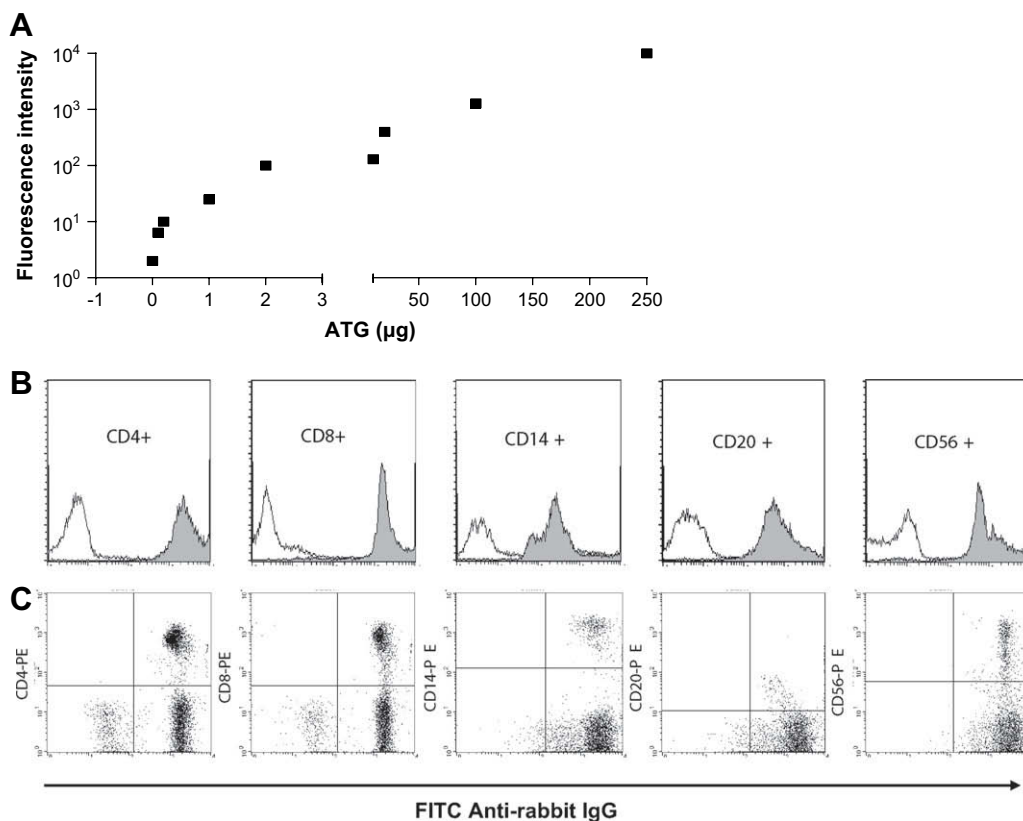 A
Fluorescence intensity
10⁴
10³
10²
10¹
10⁰
-1 0 1 2 3 50 100 150 200 250
ATG (µg)
B
CD4+ CD8+ CD14 + CD20 + CD56 +
C
CD4-PE
CD8-PE
CD14-P E
CD20-P E
CD56-P E
FITC Anti-rabbit IgG